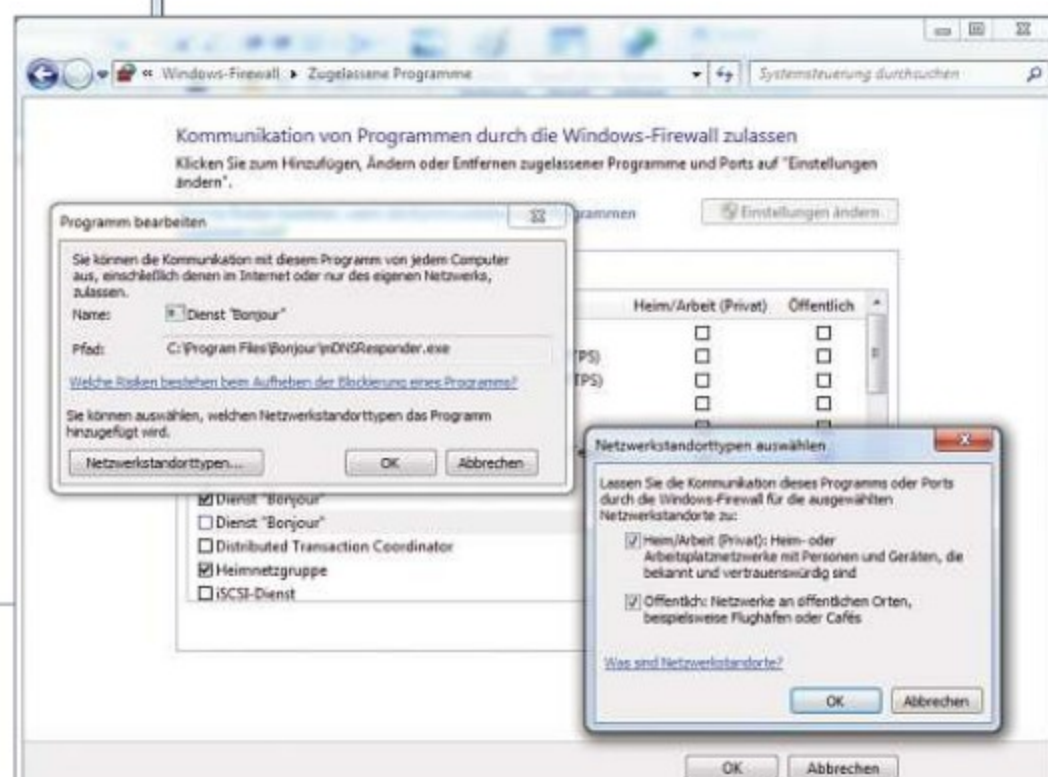 « Windows-Firewall ▸ Zugelassene Programme
Systemsteuerung durchsuchen
Kommunikation von Programmen durch die Windows-Firewall zulassen
Klicken Sie zum Hinzufügen, Ändern oder Entfernen zugelassener Programme und Ports auf "Einstellungen
ändern".
grammen
Einstellungen ändern
Heim/Arbeit (Privat) Öffentlich
PS)
TPS)
Programm bearbeiten
Sie können die Kommunikation mit diesem Programm von jedem Computer
aus, einschließlich denen im Internet oder nur des eigenen Netzwerks,
zulassen.
Name: Dienst "Bonjour"
Pfad: C:\Program Files\Bonjour\mDNSResponder.exe
Welche Risiken bestehen beim Aufheben der Blockierung eines Programms?
Sie können auswählen, welchen Netzwerkstandorttypen das Programm
hinzugefügt wird.
Netzwerkstandorttypen... OK Abbrechen
Dienst "Bonjour"
Dienst "Bonjour"
Distributed Transaction Coordinator
Heimnetzgruppe
iSCSI-Dienst
Netzwerkstandorttypen auswählen
Lassen Sie die Kommunikation dieses Programms oder Ports
durch die Windows-Firewall für die ausgewählten
Netzwerkstandorte zu:
Heim/Arbeit (Privat): Heim- oder
Arbeitsplatznetzwerke mit Personen und Geräten, die
bekannt und vertrauenswürdig sind
Öffentlich: Netzwerke an öffentlichen Orten,
beispielsweise Flughäfen oder Cafés
Was sind Netzwerkstandorte?
OK Abbrechen
OK Abbrechen